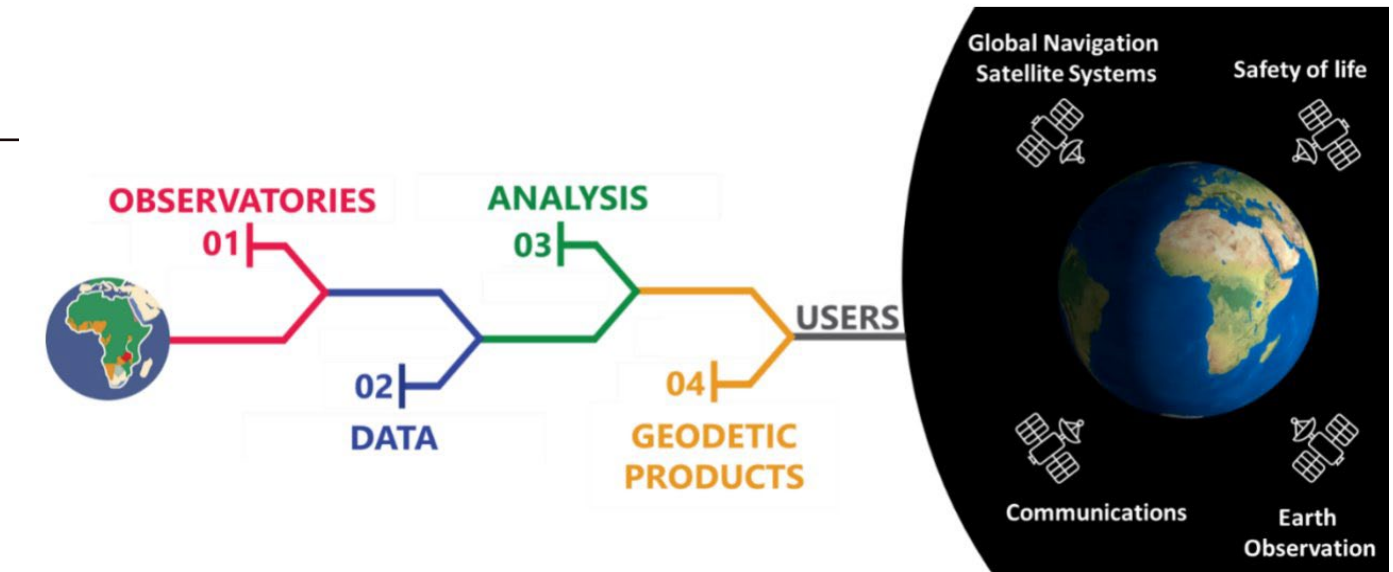 OBSERVATORIES
01
02
DATA
ANALYSIS
03
04
GEODETIC
PRODUCTS
USERS
Global Navigation
Satellite Systems
Safety of life
Communications
Earth
Observation